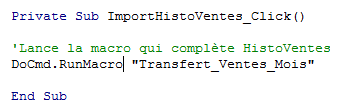 Private Sub ImportHistoVentes_Click()
'Lance la macro qui complète HistoVentes
DoCmd.RunMacro "Transfert_Ventes_Mois"
End Sub